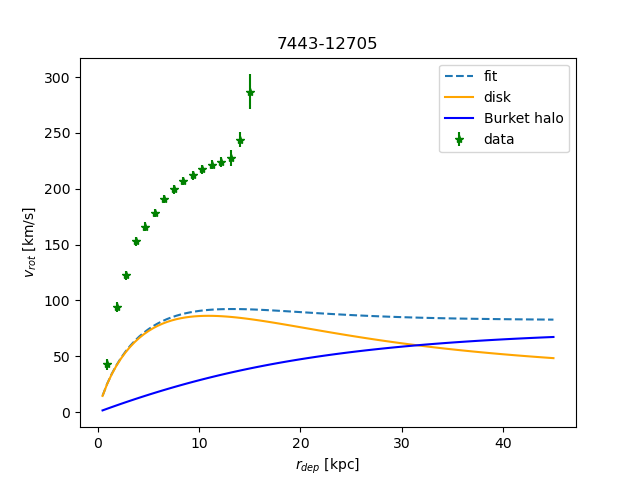 7443-12705
300
250
200
150
100
50
0
v_rot [km/s]
fit
disk
Burket halo
data
0 10 20 30 40
r_dep [kpc]